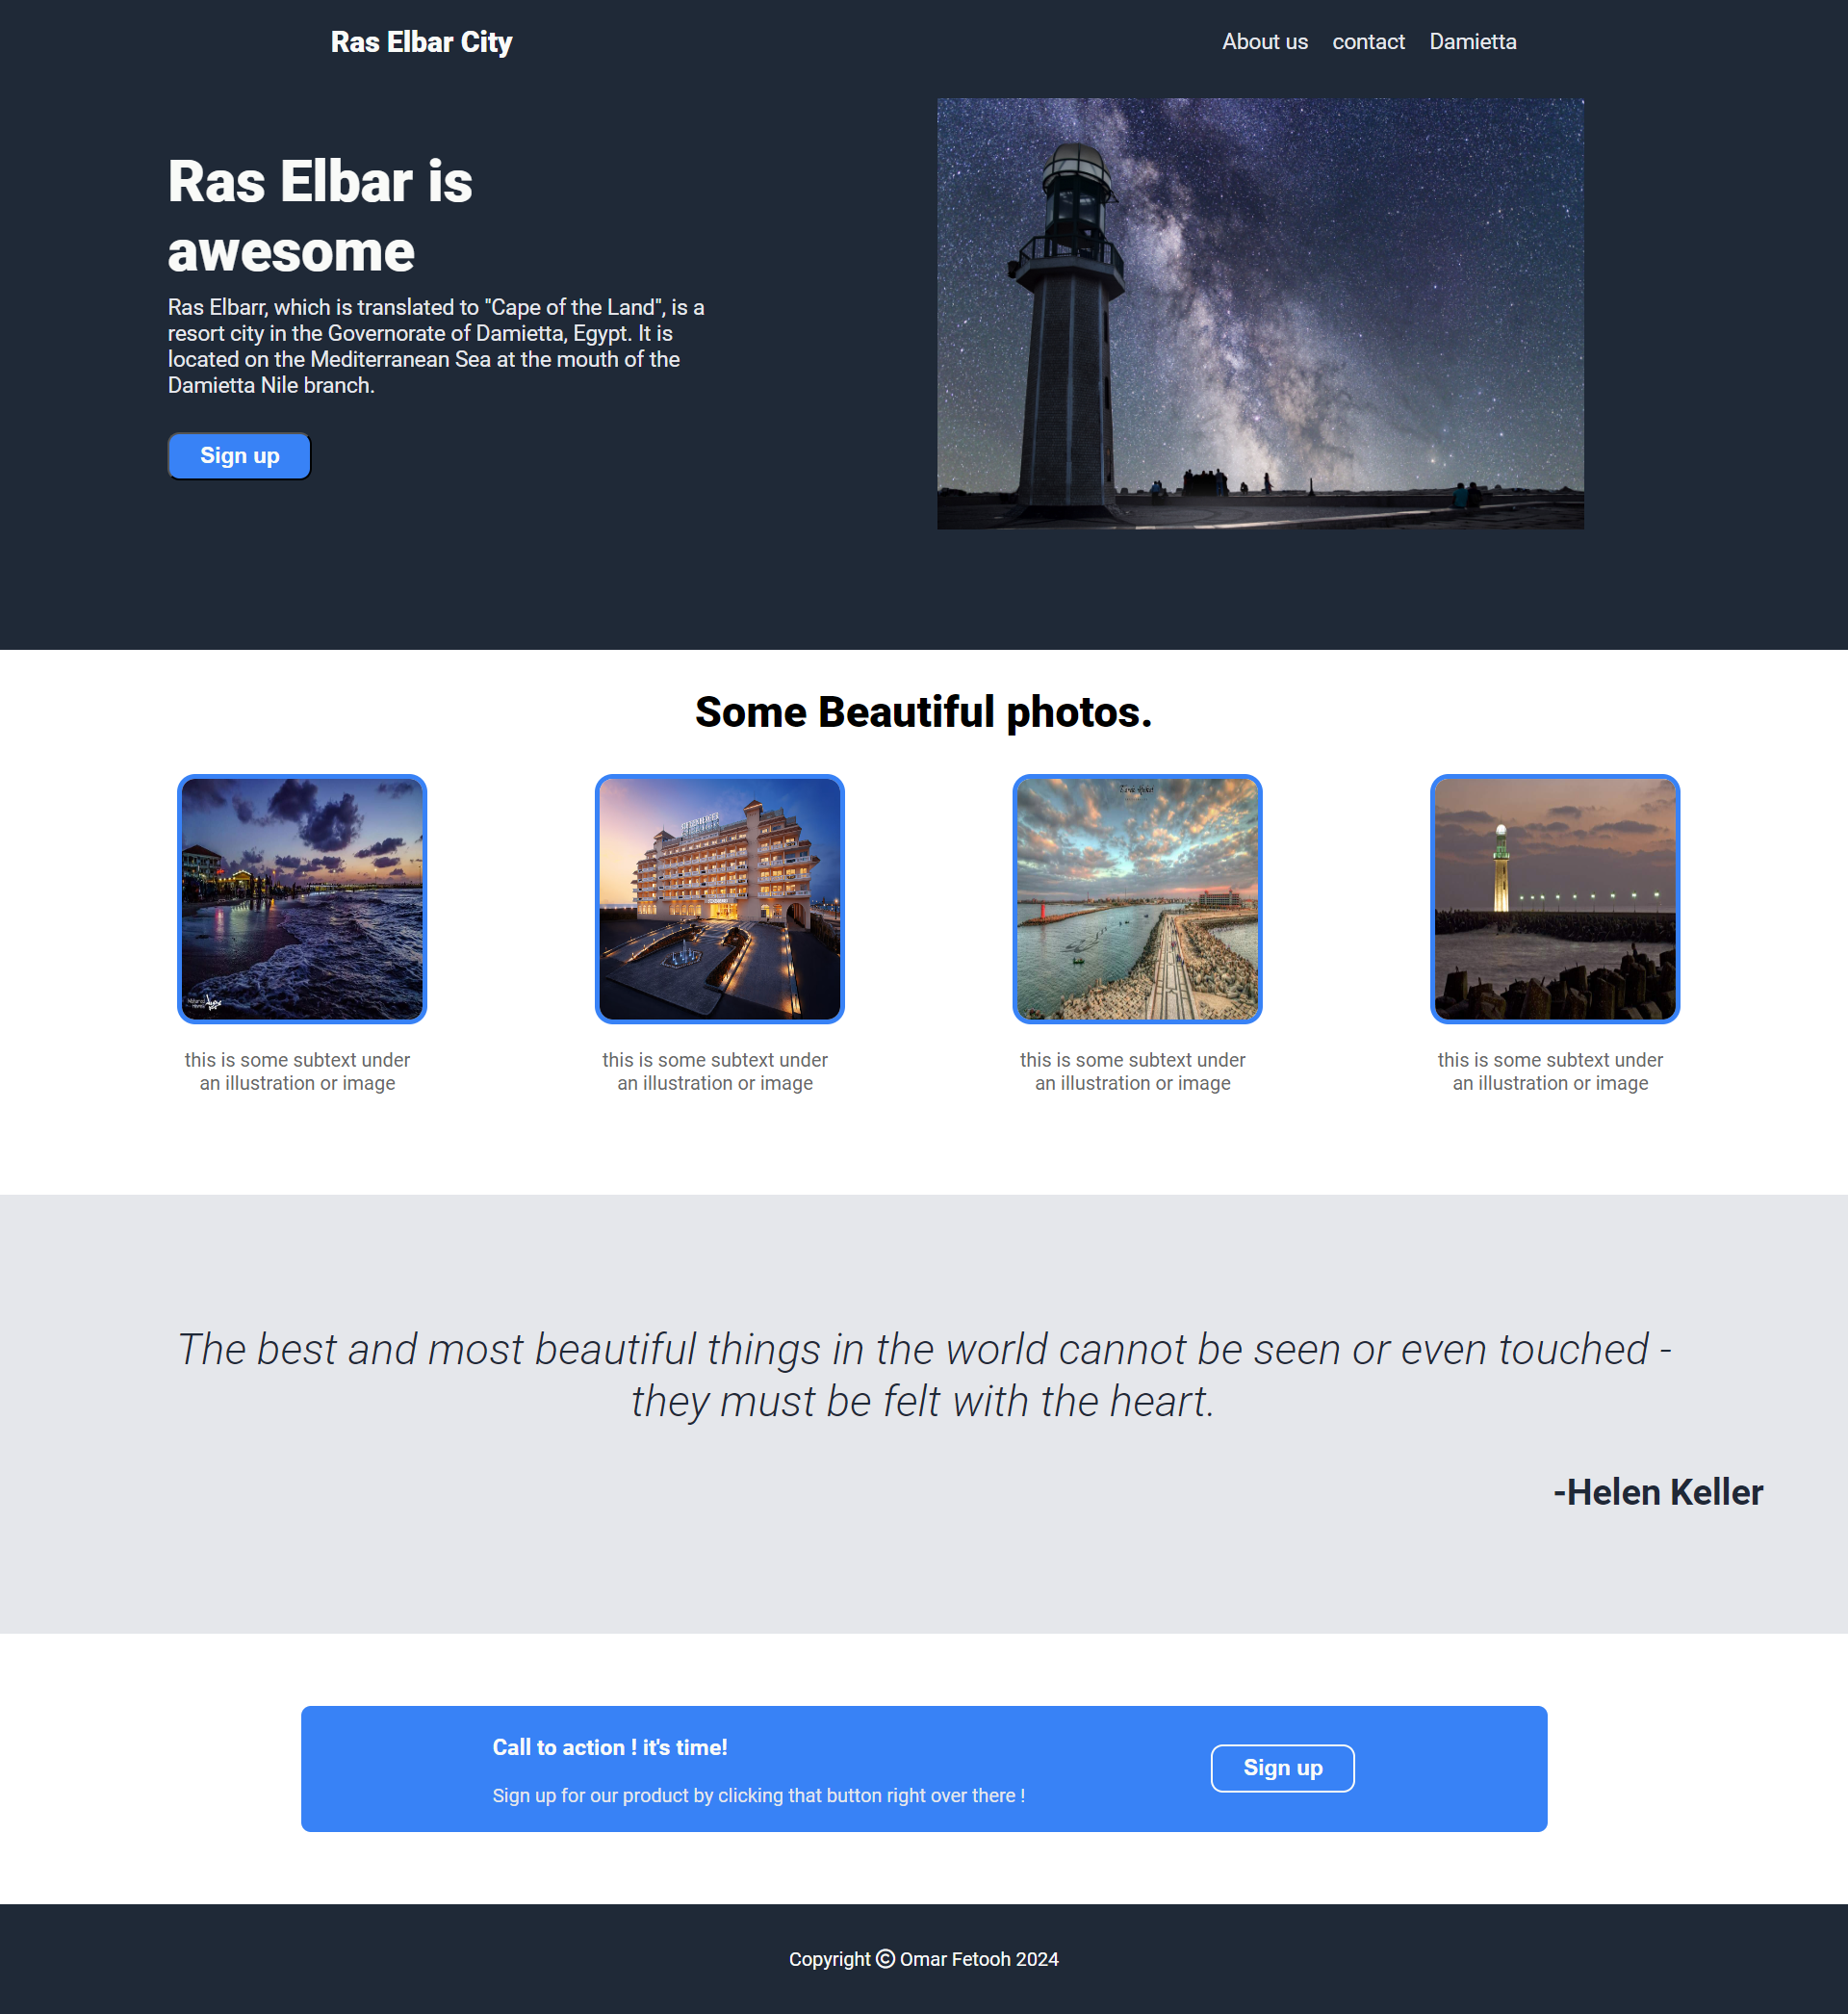 Ras Elbar City
About us contact Damietta
Ras Elbar is
awesome
Ras Elbarr, which is translated to "Cape of the Land", is a
resort city in the Governorate of Damietta, Egypt. It is
located on the Mediterranean Sea at the mouth of the
Damietta Nile branch.
Sign up
Some Beautiful photos.
this is some subtext under
an illustration or image
this is some subtext under
an illustration or image
this is some subtext under
an illustration or image
this is some subtext under
an illustration or image
The best and most beautiful things in the world cannot be seen or even touched -
they must be felt with the heart.
-Helen Keller
Call to action ! it's time!
Sign up for our product by clicking that button right over there !
Sign up
Copyright © Omar Fetooh 2024